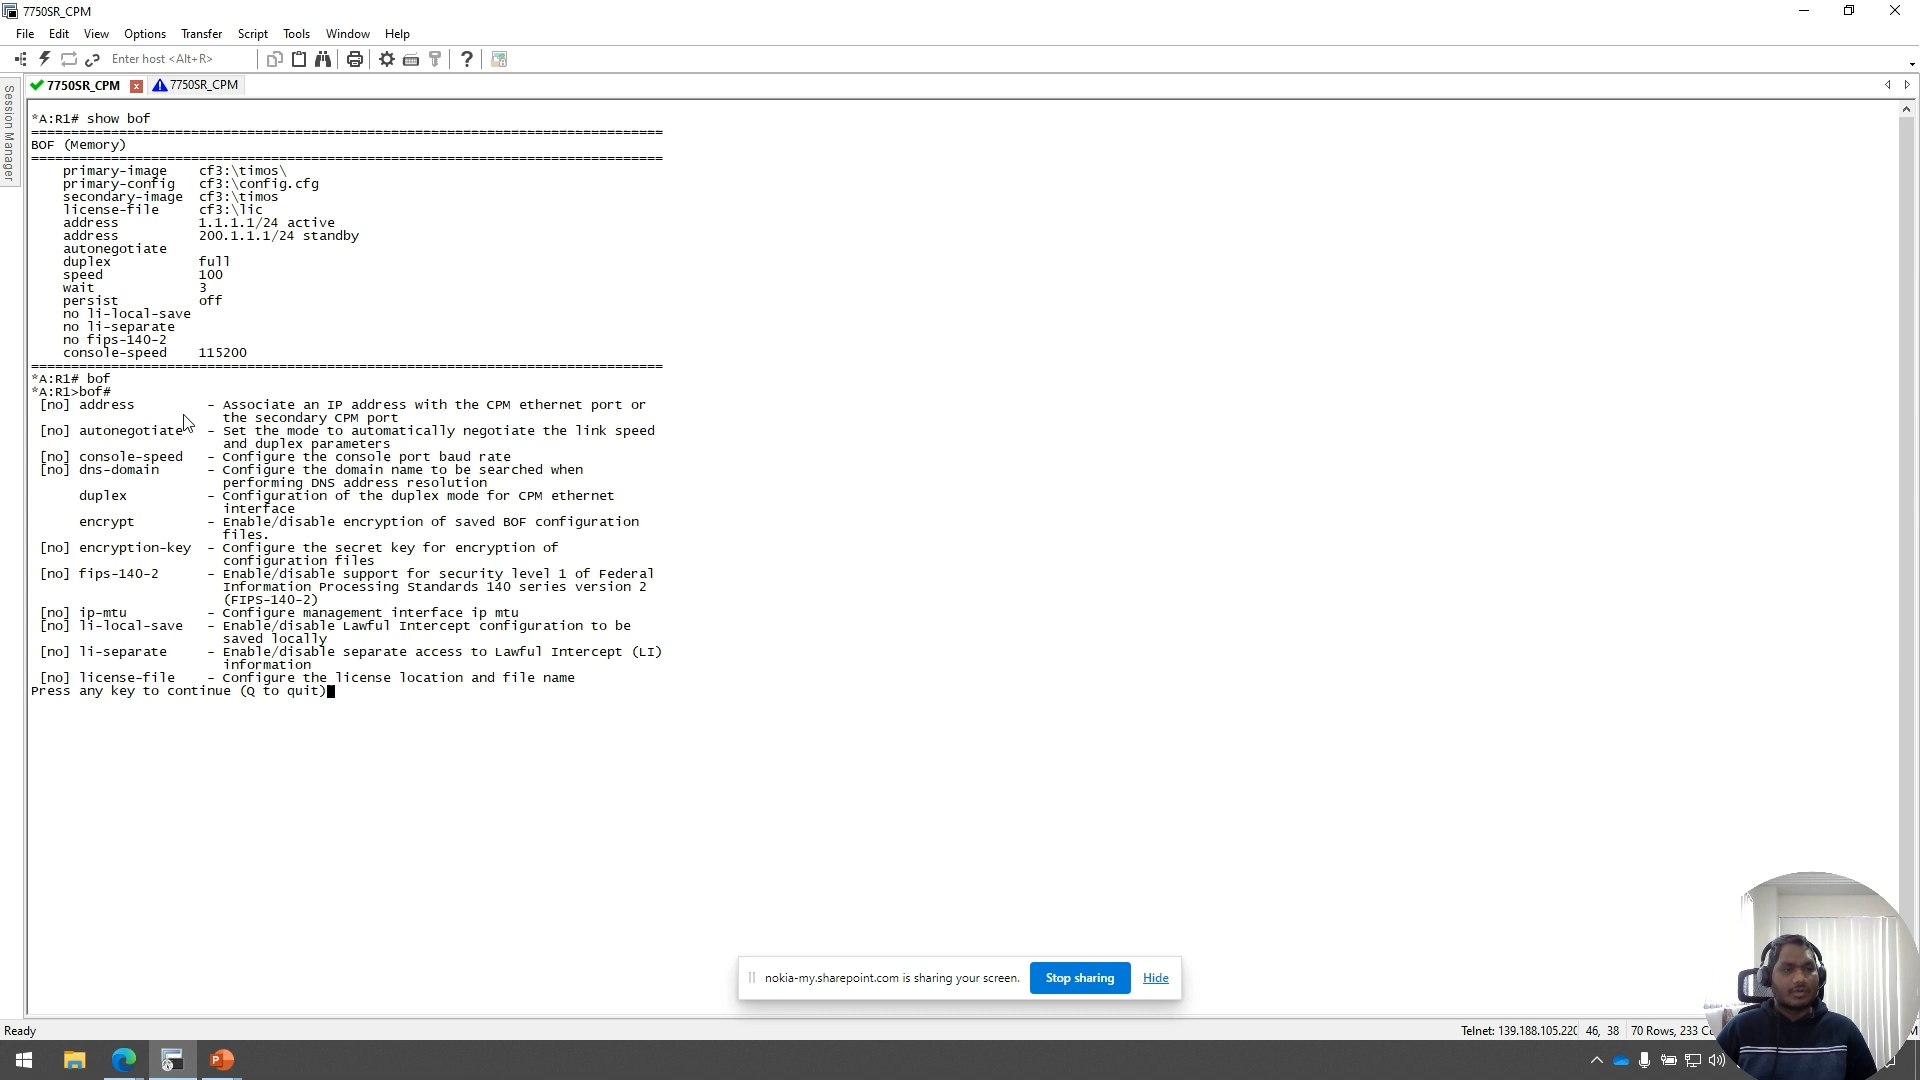 7750SR_CPM
File Edit View Options Transfer Script Tools Window Help
Enter host <Alt+R>
7750SR_CPM
7750SR_CPM
Session Manager
*A:R1# show bof
===============================================================================
BOF (Memory)
===============================================================================
primary-image cf3:\timos\
primary-config cf3:\config.cfg
secondary-image cf3:\timos
license-file cf3:\lic
address 1.1.1.1/24 active
address 200.1.1.1/24 standby
autonegotiate
duplex full
speed 100
wait 3
persist off
no li-local-save
no li-separate
no fips-140-2
console-speed 115200
===============================================================================
*A:R1# bof
*A:R1>bof#
[no] address - Associate an IP address with the CPM ethernet port or
the secondary CPM port
[no] autonegotiate - Set the mode to automatically negotiate the link speed
and duplex parameters
[no] console-speed - Configure the console port baud rate
[no] dns-domain - Configure the domain name to be searched when
performing DNS address resolution
duplex - Configuration of the duplex mode for CPM ethernet
interface
encrypt - Enable/disable encryption of saved BOF configuration
files.
[no] encryption-key - Configure the secret key for encryption of
configuration files
[no] fips-140-2 - Enable/disable support for security level 1 of Federal
Information Processing Standards 140 series version 2
(FIPS-140-2)
[no] ip-mtu - Configure management interface ip mtu
[no] li-local-save - Enable/disable Lawful Intercept configuration to be
saved locally
[no] li-separate - Enable/disable separate access to Lawful Intercept (LI)
information
[no] license-file - Configure the license location and file name
Press any key to continue (Q to quit)
nokia-my.sharepoint.com is sharing your screen. Stop sharing Hide
Ready Telnet: 139.188.105.220 46, 38 70 Rows, 233